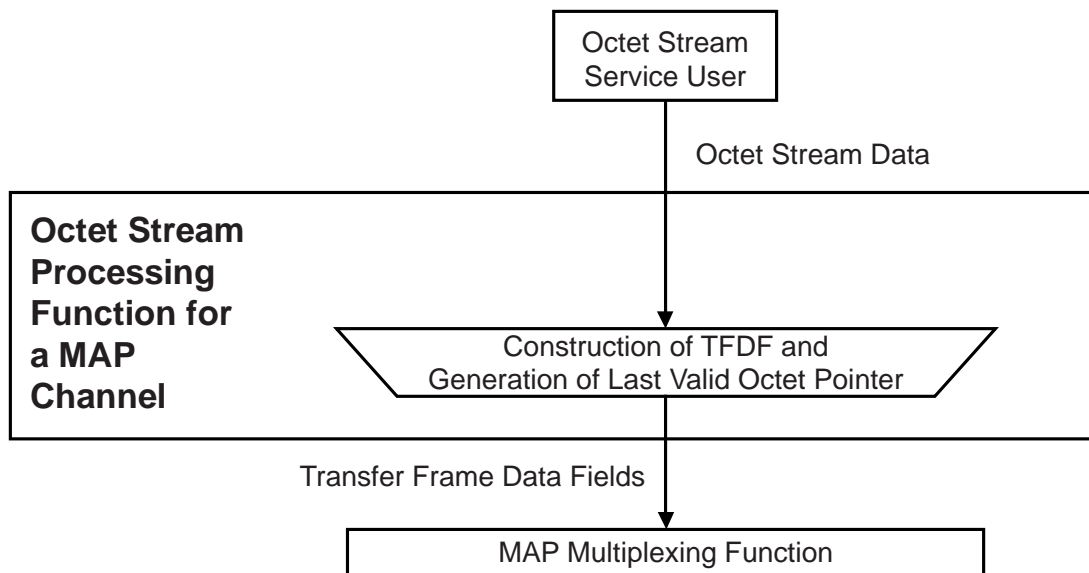 Octet Stream
Service User
Octet Stream Data
Octet Stream
Processing
Function for
a MAP
Channel
Construction of TFDF and
Generation of Last Valid Octet Pointer
Transfer Frame Data Fields
MAP Multiplexing Function